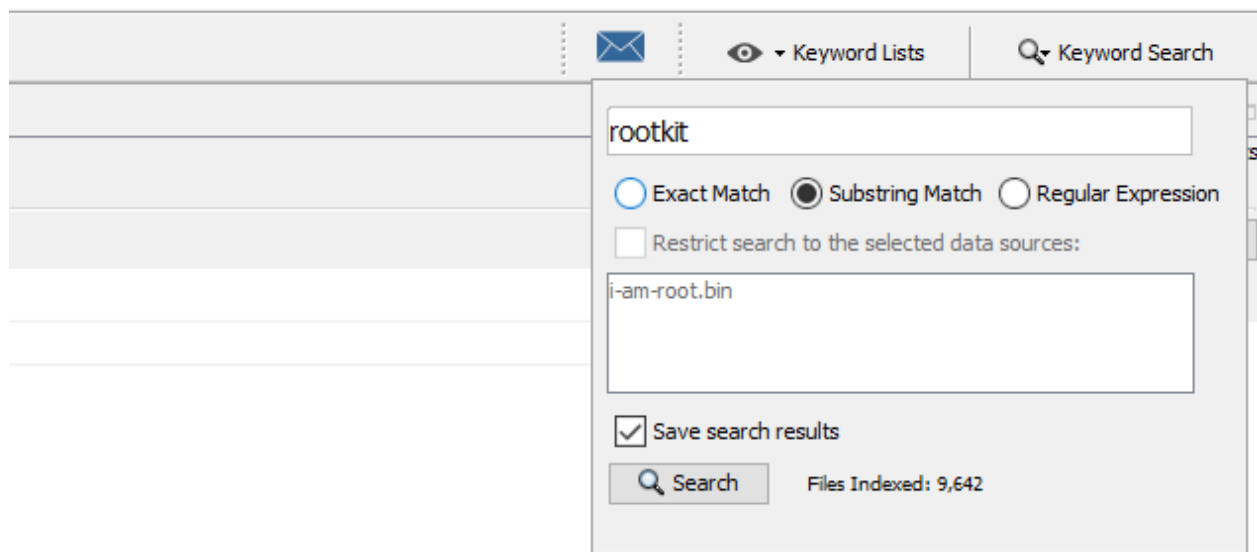 Keyword Lists Keyword Search
rootkit
Exact Match Substring Match Regular Expression
Restrict search to the selected data sources:
i-am-root.bin
Save search results
Search Files Indexed: 9,642